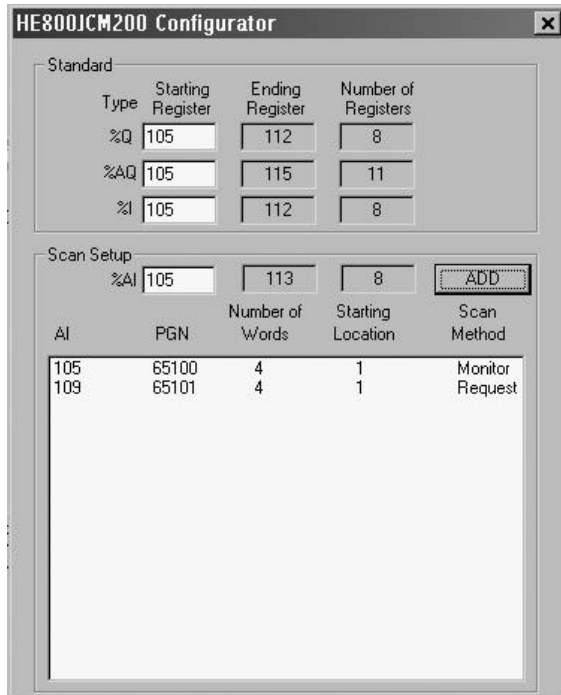 HE800JCM200 Configurator
Standard
Type Starting Register Ending Register Number of Registers
%Q 105 112 8
%AQ 105 115 11
%I 105 112 8
Scan Setup
%AI 105 113 8 ADD
AI PGN Number of Words Starting Location Scan Method
105 65100 4 1 Monitor
109 65101 4 1 Request